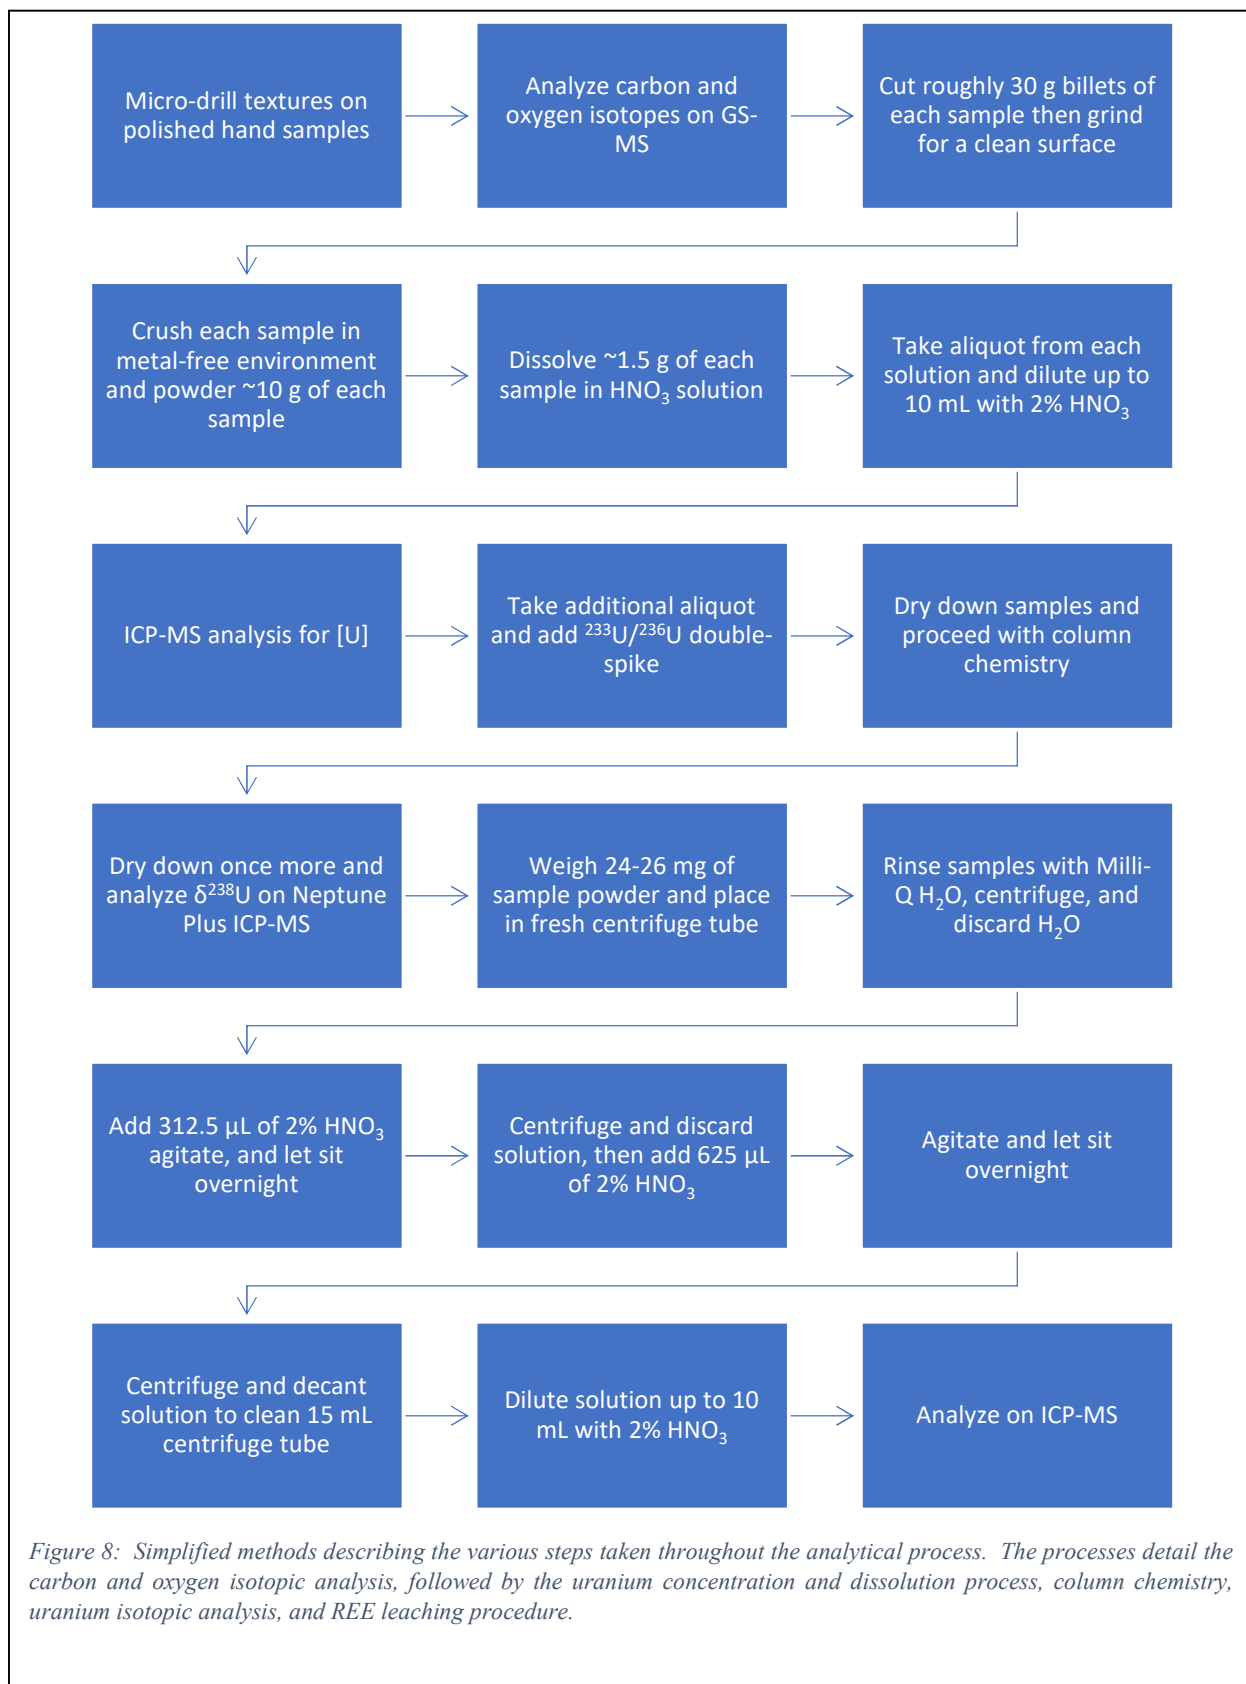 Micro-drill textures on
polished hand samples
Analyze carbon and
oxygen isotopes on GS-
MS
Cut roughly 30 g billets of
each sample then grind
for a clean surface
Crush each sample in
metal-free environment
and powder ~10 g of each
sample
Dissolve ~1.5 g of each
sample in HNO₃ solution
Take aliquot from each
solution and dilute up to
10 mL with 2% HNO₃
ICP-MS analysis for [U]
Take additional aliquot
and add ²³³U/²³⁶U double-
spike
Dry down samples and
proceed with column
chemistry
Dry down once more and
analyze δ²³⁸U on Neptune
Plus ICP-MS
Weigh 24-26 mg of
sample powder and place
in fresh centrifuge tube
Rinse samples with Milli-
Q H₂O, centrifuge, and
discard H₂O
Add 312.5 µL of 2% HNO₃
agitate, and let sit
overnight
Centrifuge and discard
solution, then add 625 µL
of 2% HNO₃
Agitate and let sit
overnight
Centrifuge and decant
solution to clean 15 mL
centrifuge tube
Dilute solution up to 10
mL with 2% HNO₃
Analyze on ICP-MS
Figure 8:  Simplified methods describing the various steps taken throughout the analytical process.  The processes detail the
carbon and oxygen isotopic analysis, followed by the uranium concentration and dissolution process, column chemistry,
uranium isotopic analysis, and REE leaching procedure.